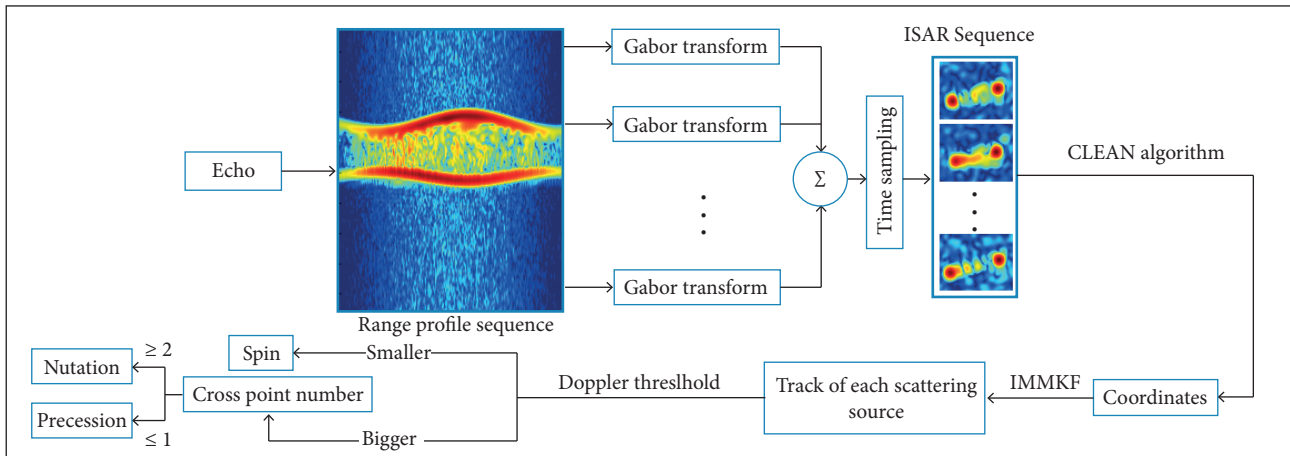 Echo
Range profile sequence
Gabor transform
Gabor transform
Gabor transform
Σ
Time sampling
ISAR Sequence
CLEAN algorithm
Coordinates
IMMKF
Track of each scattering
source
Doppler threslhold
Smaller
Spin
Bigger
Cross point number
≥ 2
Nutation
Precession
≤ 1